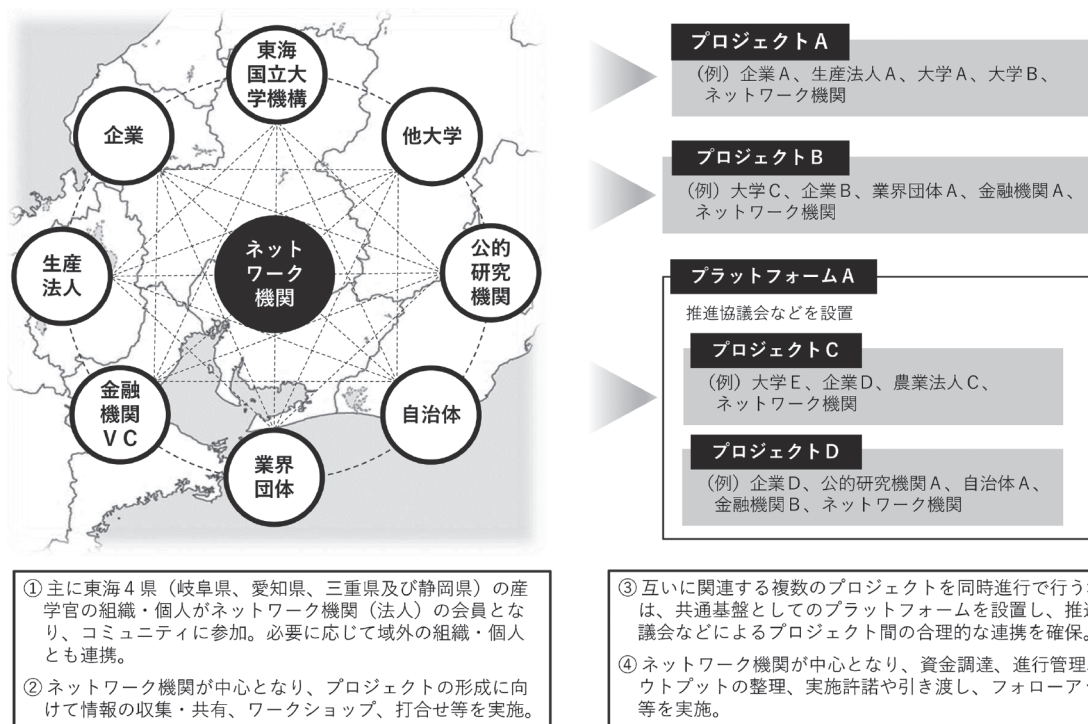 東海
国立大
学機構
企業
他大学
生産
法人
ネット
ワーク
機関
公的
研究
機関
金融
機関
VC
自治体
業界
団体
① 主に東海4県(岐阜県、愛知県、三重県及び静岡県)の産
学官の組織・個人がネットワーク機関(法人)の会員とな
り、コミュニティに参加。必要に応じて域外の組織・個人
とも連携。
② ネットワーク機関が中心となり、プロジェクトの形成に向
けて情報の収集・共有、ワークショップ、打合せ等を実施。
プロジェクトA
(例)企業A、生産法人A、大学A、大学B、
ネットワーク機関
プロジェクトB
(例)大学C、企業B、業界団体A、金融機関A、
ネットワーク機関
プラットフォームA
推進協議会などを設置
プロジェクトC
(例)大学E、企業D、農業法人C、
ネットワーク機関
プロジェクトD
(例)企業D、公的研究機関A、自治体A、
金融機関B、ネットワーク機関
③ 互いに関連する複数のプロジェクトを同時進行で行う
は、共通基盤としてのプラットフォームを設置し、推
議会などによるプロジェクト間の合理的な連携を確保。
④ ネットワーク機関が中心となり、資金調達、進行管理
ウトプットの整理、実施許諾や引き渡し、フォローア
等を実施。